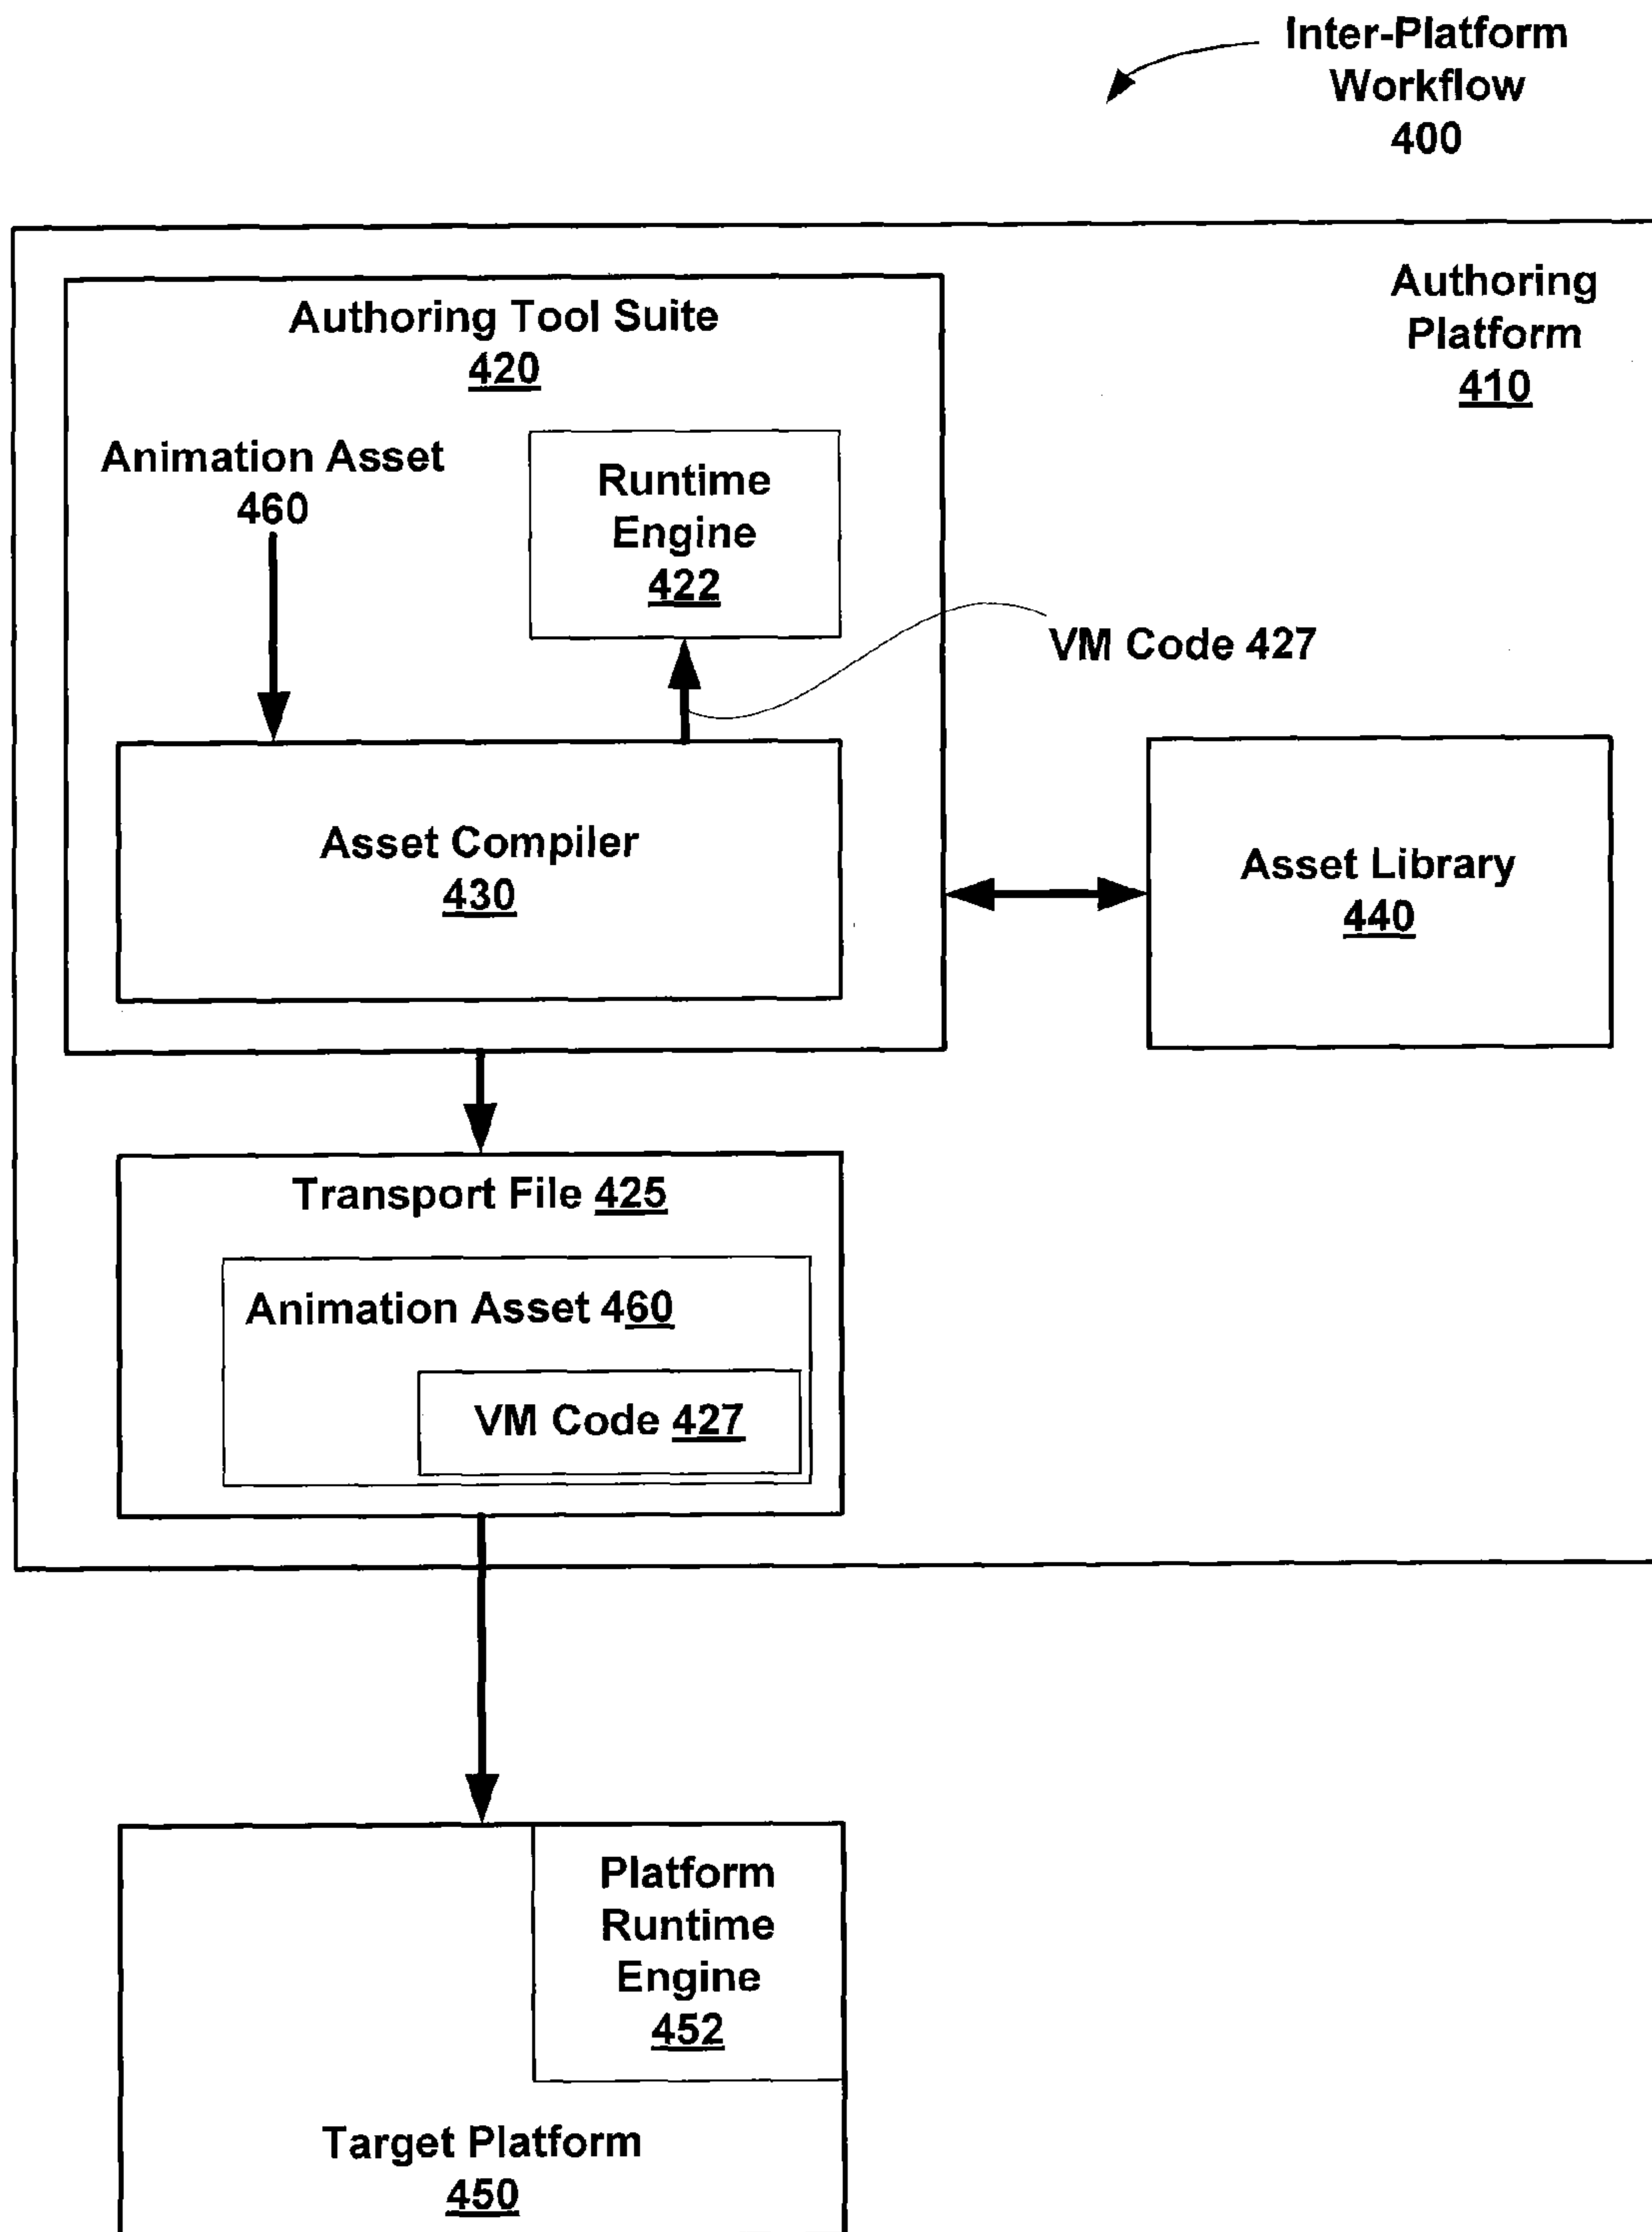 Inter-Platform
Workflow
400
Authoring
Platform
410
Authoring Tool Suite
420
Animation Asset
460
Runtime
Engine
422
VM Code 427
Asset Compiler
430
Asset Library
440
Transport File 425
Animation Asset 460
VM Code 427
Platform
Runtime
Engine
452
Target Platform
450